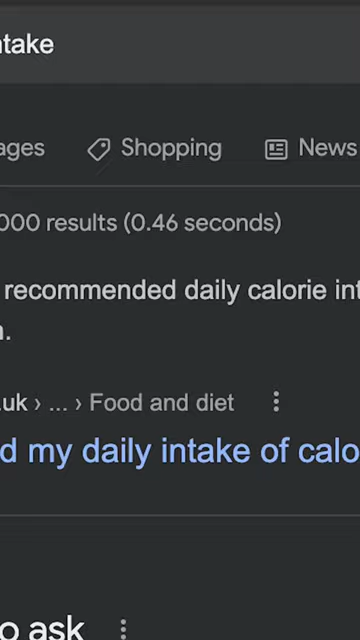 ntake
ages Shopping News
000 results (0.46 seconds)
recommended daily calorie int
n.
.uk › ... › Food and diet
d my daily intake of calo
o ask